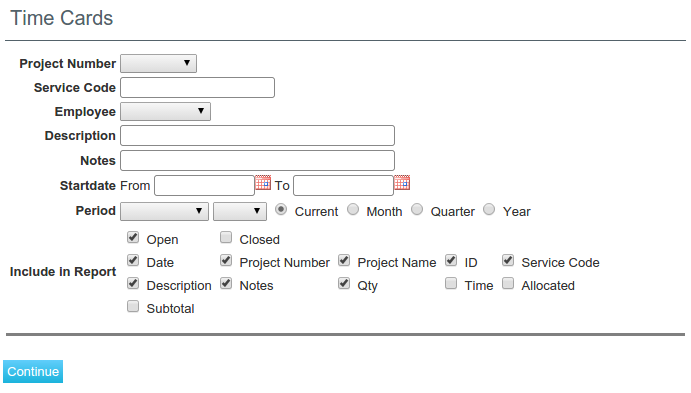 Time Cards
Project Number
Service Code
Employee
Description
Notes
Startdate From To
Period Current Month Quarter Year
Open Closed
Include in Report Date Project Number Project Name ID Service Code
Description Notes Qty Time Allocated
Subtotal
Continue